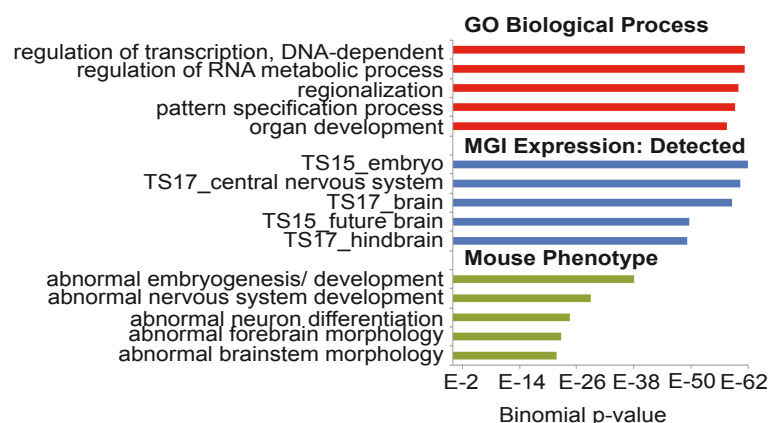 GO Biological Process
regulation of transcription, DNA-dependent
regulation of RNA metabolic process
regionalization
pattern specification process
organ development
MGI Expression: Detected
TS15_embryo
TS17_central nervous system
TS17_brain
TS15_future brain
TS17_hindbrain
Mouse Phenotype
abnormal embryogenesis/ development
abnormal nervous system development
abnormal neuron differentiation
abnormal forebrain morphology
abnormal brainstem morphology
E-2 E-14 E-26 E-38 E-50 E-62
Binomial p-value